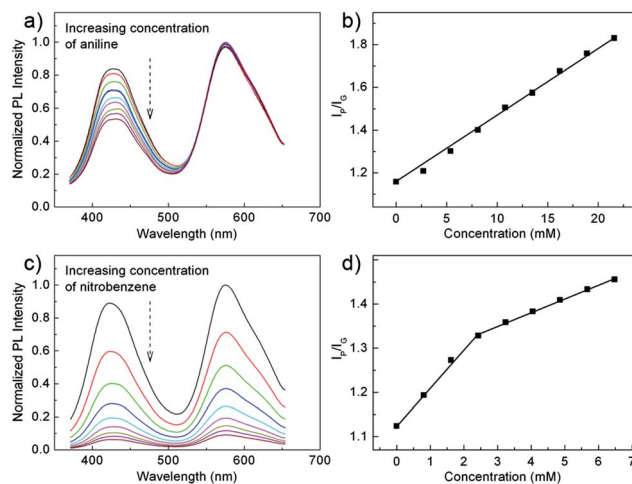 a)
Increasing concentration
of aniline
Normalized PL Intensity
1.0
0.8
0.6
0.4
0.2
0.0
400 500 600 700
Wavelength (nm)
b)
I_P/I_G
1.8
1.6
1.4
1.2
0 5 10 15 20
Concentration (mM)
c)
Increasing concentration
of nitrobenzene
Normalized PL Intensity
1.0
0.8
0.6
0.4
0.2
0.0
400 500 600 700
Wavelength (nm)
d)
I_P/I_G
1.5
1.4
1.3
1.2
1.1
0 1 2 3 4 5 6 7
Concentration (mM)